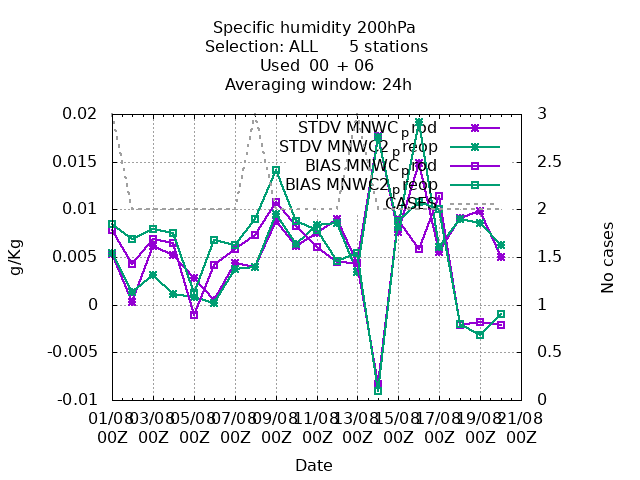 Specific humidity 200hPa
Selection: ALL 5 stations
Used 00 + 06
Averaging window: 24h
0.02
0.015
0.01
0.005
0
-0.005
-0.01
g/Kg
STDV MNWC_prod
STDV MNWC2_preop
BIAS MNWC_prod
BIAS MNWC2_preop
CASES
3
2.5
2
1.5
1
0.5
0
No cases
01/08 03/08 05/08 07/08 09/08 11/08 13/08 15/08 17/08 19/08 21/08
00Z 00Z 00Z 00Z 00Z 00Z 00Z 00Z 00Z 00Z 00Z
Date